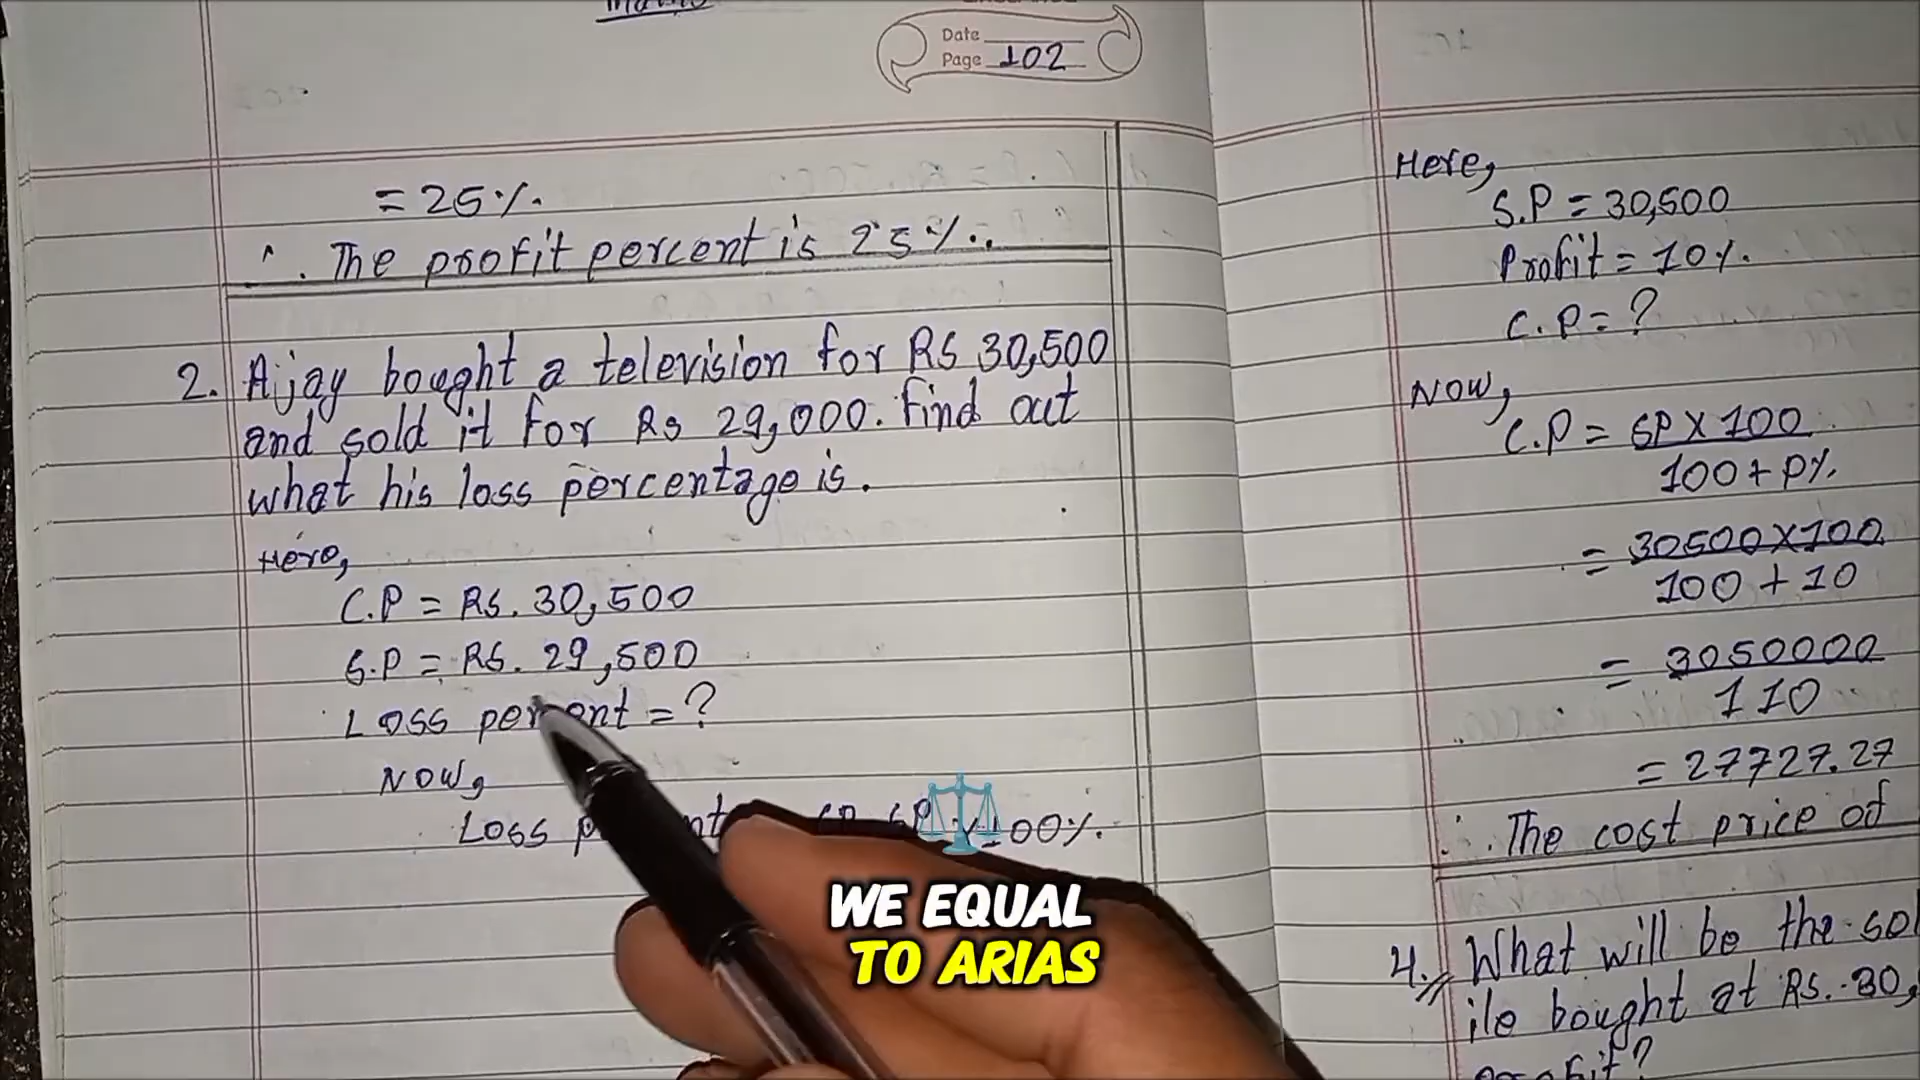 Date
Page 102
= 25%.
∴ The profit percent is 25%.
2. Ajay bought a television for RS 30,500
and sold it for Rs 29,000. find out
what his loss percentage is.
Here,
C.P = Rs. 30,500
S.P = Rs. 29,500
Loss percent = ?
Now,
Loss SP ×100%.
WE EQUAL
TO ARIAS
Here,
S.P = 30,500
Profit = 10%.
C.P = ?
Now,
C.P = SP X 100
100 + P%.
= 30500X100
100 + 10
= 3050000
110
= 27727.27
∴ The cost price of
4. What will be the
bought at Rs. 30,
profit?